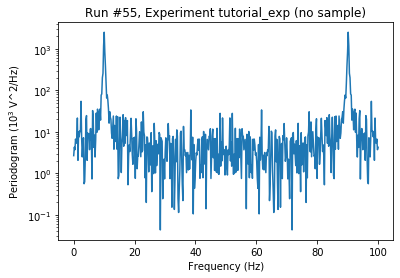 Run #55, Experiment tutorial_exp (no sample)
Periodogram (10³ V^2/Hz)
10³
10²
10¹
10⁰
10⁻¹
0 20 40 60 80 100
Frequency (Hz)